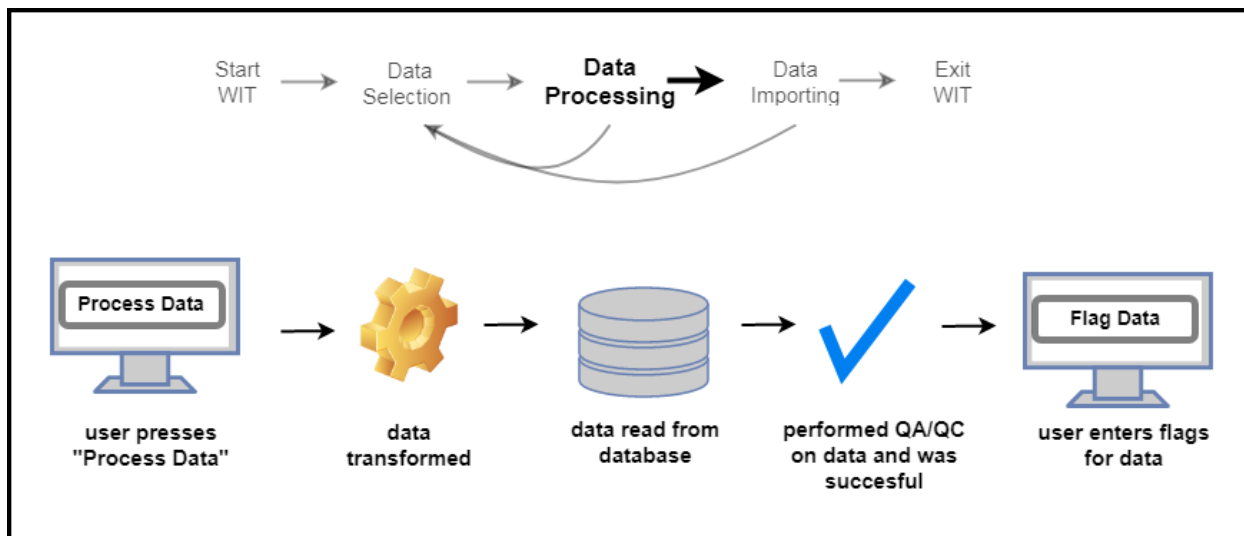 Start
WIT
Data
Selection
Data
Processing
Data
Importing
Exit
WIT
Process Data
Flag Data
user presses
"Process Data"
data
transformed
data read from
database
performed QA/QC
on data and was
succesful
user enters flags
for data